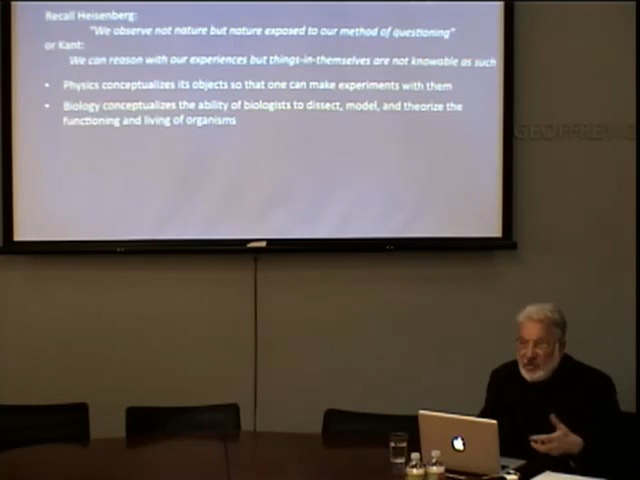 Recall Heisenberg:
"We observe not nature but nature exposed to our method of questioning"
or Kant:
We can reason with our experiences but things-in-themselves are not knowable as such
• Physics conceptualizes its objects so that one can make experiments with them
• Biology conceptualizes the ability of biologists to dissect, model, and theorize the
functioning and living of organisms
GEOFFREY